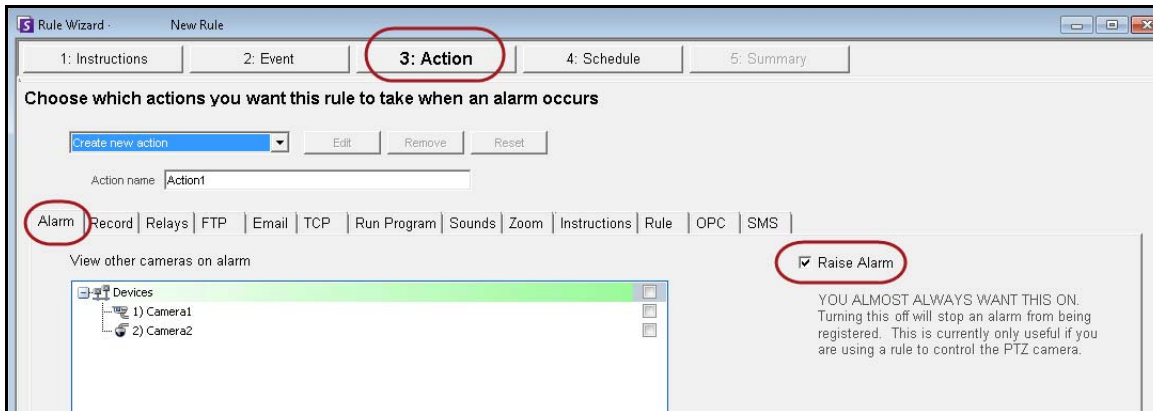 Rule Wizard - New Rule
1: Instructions 2: Event 3: Action 4: Schedule 5: Summary
Choose which actions you want this rule to take when an alarm occurs
Create new action Edit Remove Reset
Action name Action1
Alarm Record Relays FTP Email TCP Run Program Sounds Zoom Instructions Rule OPC SMS
View other cameras on alarm
Raise Alarm
Devices
1) Camera1
2) Camera2
YOU ALMOST ALWAYS WANT THIS ON.
Turning this off will stop an alarm from being
registered. This is currently only useful if you
are using a rule to control the PTZ camera.